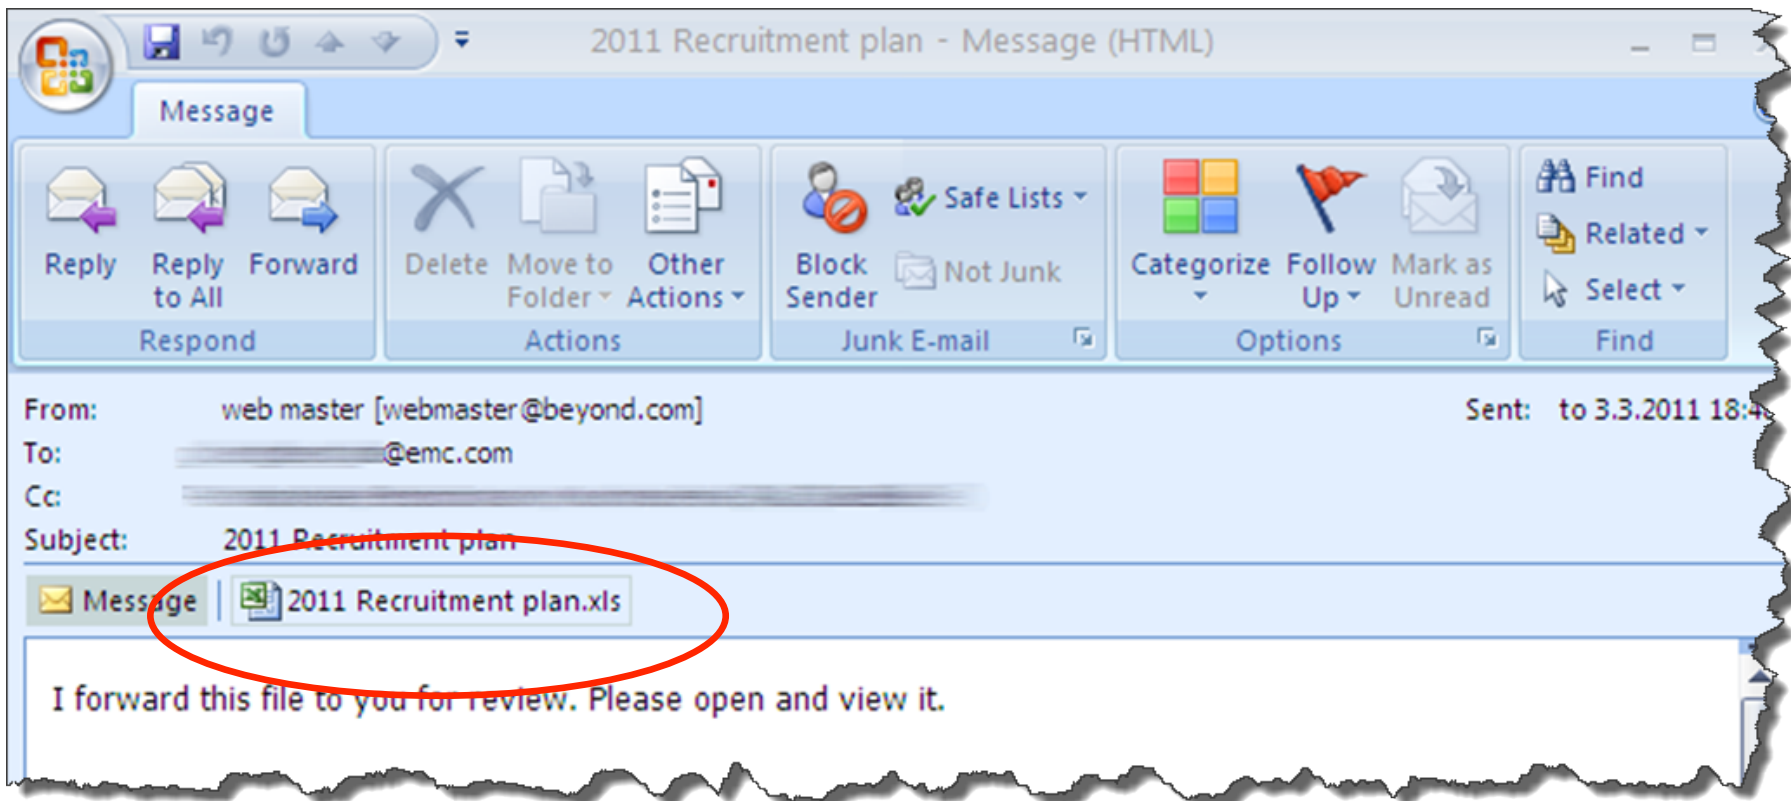 2011 Recruitment plan - Message (HTML)
Message
Reply
Reply to All
Forward
Respond
Delete
Move to Folder
Other Actions
Actions
Block Sender
Safe Lists
Not Junk
Junk E-mail
Categorize
Follow Up
Mark as Unread
Options
Find
Related
Select
Find
From: web master [webmaster@beyond.com]
Sent: to 3.3.2011
To: @emc.com
Cc:
Subject: 2011 Recruitment plan
Message 2011 Recruitment plan.xls
I forward this file to you for review. Please open and view it.